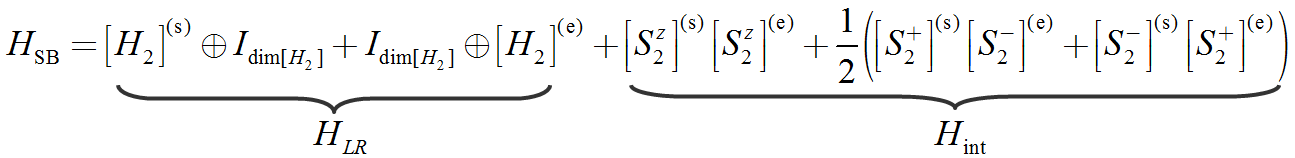 H_SB = [H_2]^(s) ⊕ I_dim[H_2] + I_dim[H_2] ⊕ [H_2]^(e) + [S_2^z]^(s) [S_2^z]^(e) + 1/2 ([S_2^+]^(s) [S_2^-]^(e) + [S_2^-]^(s) [S_2^+]^(e))
H_LR H_int